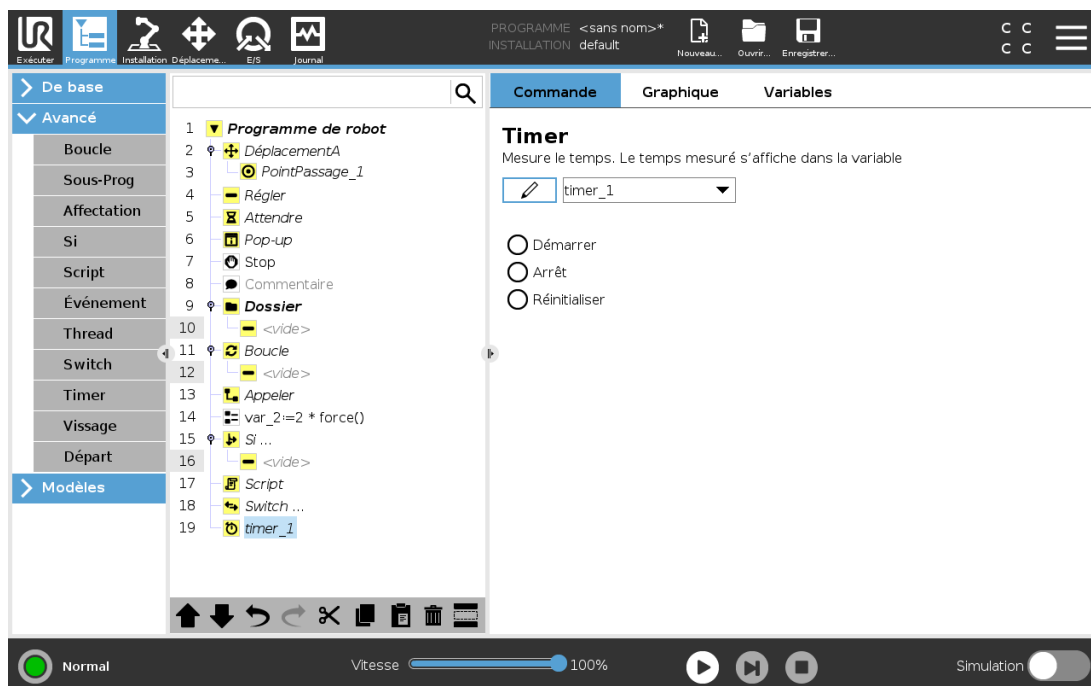 PROGRAMME <sans nom>*
INSTALLATION default
UR
Exécuter
Programme
Installation
Déplaceme...
E/S
Journal
Nouveau...
Ouvrir...
Enregistrer...
C C
C C
De base
Avancé
Boucle
Sous-Prog
Affectation
Si
Script
Événement
Thread
Switch
Timer
Vissage
Départ
Modèles
1 Programme de robot
2 DéplacementA
3 PointPassage_1
4 Régler
5 Attendre
6 Pop-up
7 Stop
8 Commentaire
9 Dossier
10 <vide>
11 Boucle
12 <vide>
13 Appeler
14 var_2:=2 * force()
15 Si ...
16 <vide>
17 Script
18 Switch ...
19 timer_1
Commande
Graphique
Variables
Timer
Mesure le temps. Le temps mesuré s’affiche dans la variable
timer_1
Démarrer
Arrêt
Réinitialiser
Normal
Vitesse
100%
Simulation